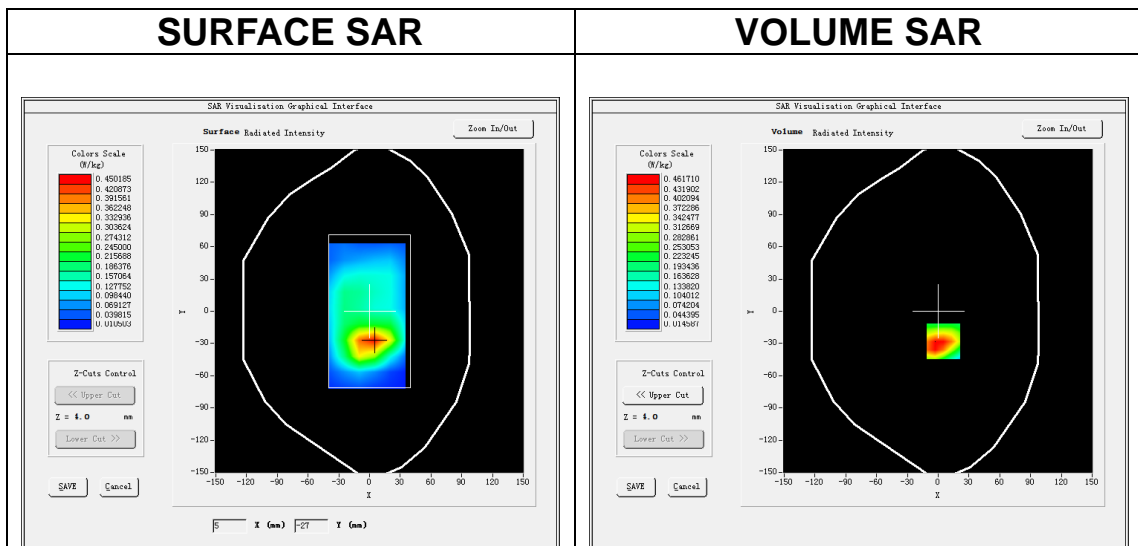 SURFACE SAR
VOLUME SAR
SAR Visualisation Graphical Interface
Surface Radiated Intensity
Zoom In/Out
Colors Scale
(W/kg)
0.450185
0.420873
0.391561
0.362248
0.332936
0.303624
0.274312
0.245000
0.215688
0.186376
0.157064
0.127752
0.098440
0.069127
0.039815
0.010503
150
120
90
60
30
0
-30
-60
-90
-120
-150
Y
-150 -120 -90 -60 -30 0 30 60 90 120 150
X
Z-Cuts Control
<< Upper Cut
Z = 4.0 mm
Lower Cut >>
SAVE Cancel
5 X (mm) -27 Y (mm)
SAR Visualisation Graphical Interface
Volume Radiated Intensity
Zoom In/Out
Colors Scale
(W/kg)
0.461710
0.431902
0.402094
0.372286
0.342477
0.312669
0.282861
0.253053
0.223245
0.193436
0.163628
0.133820
0.104012
0.074204
0.044395
0.014587
150
120
90
60
30
0
-30
-60
-90
-120
-150
Y
-150 -120 -90 -60 -30 0 30 60 90 120 150
X
Z-Cuts Control
<< Upper Cut
Z = 4.0 mm
Lower Cut >>
SAVE Cancel